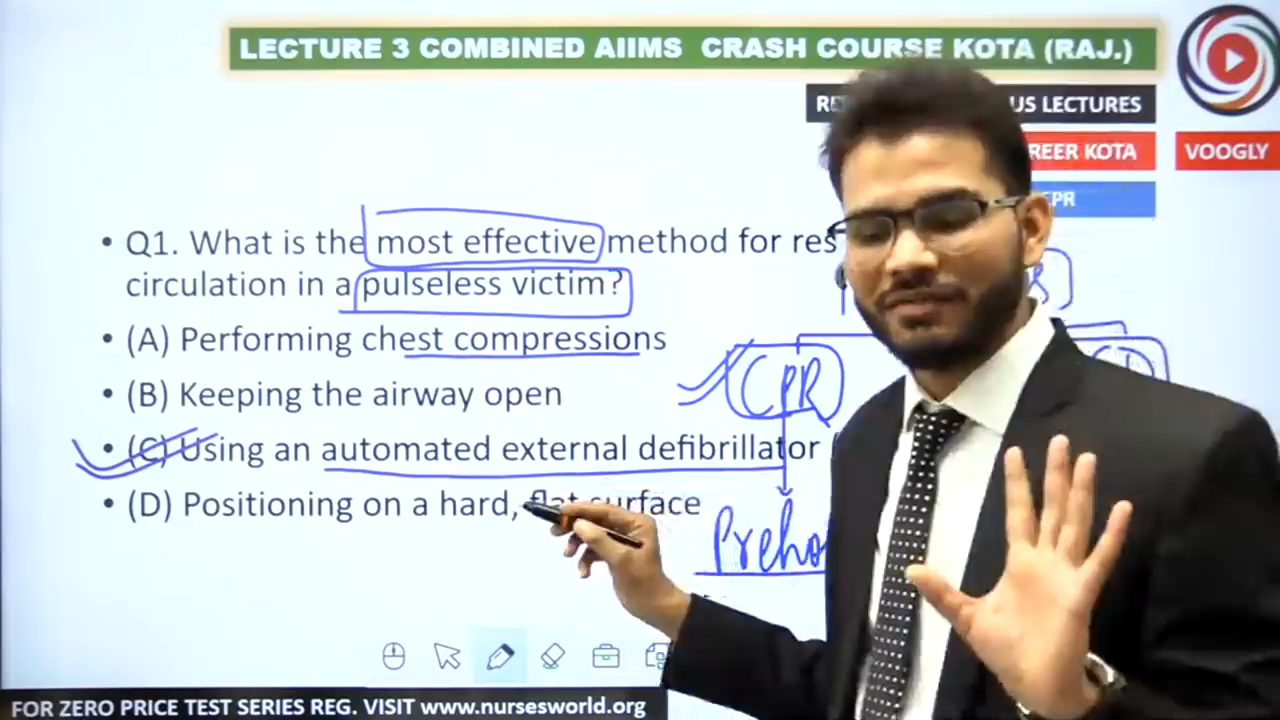 LECTURE 3 COMBINED AIIMS CRASH COURSE KOTA (RAJ.)
US LECTURES
REER KOTA
VOOGLY
CPR
• Q1. What is the most effective method for res
circulation in a pulseless victim?
• (A) Performing chest compressions
• (B) Keeping the airway open
• (C) Using an automated external defibrillator (
• (D) Positioning on a hard, flat surface
CPR
Preho
FOR ZERO PRICE TEST SERIES REG. VISIT www.nursesworld.org